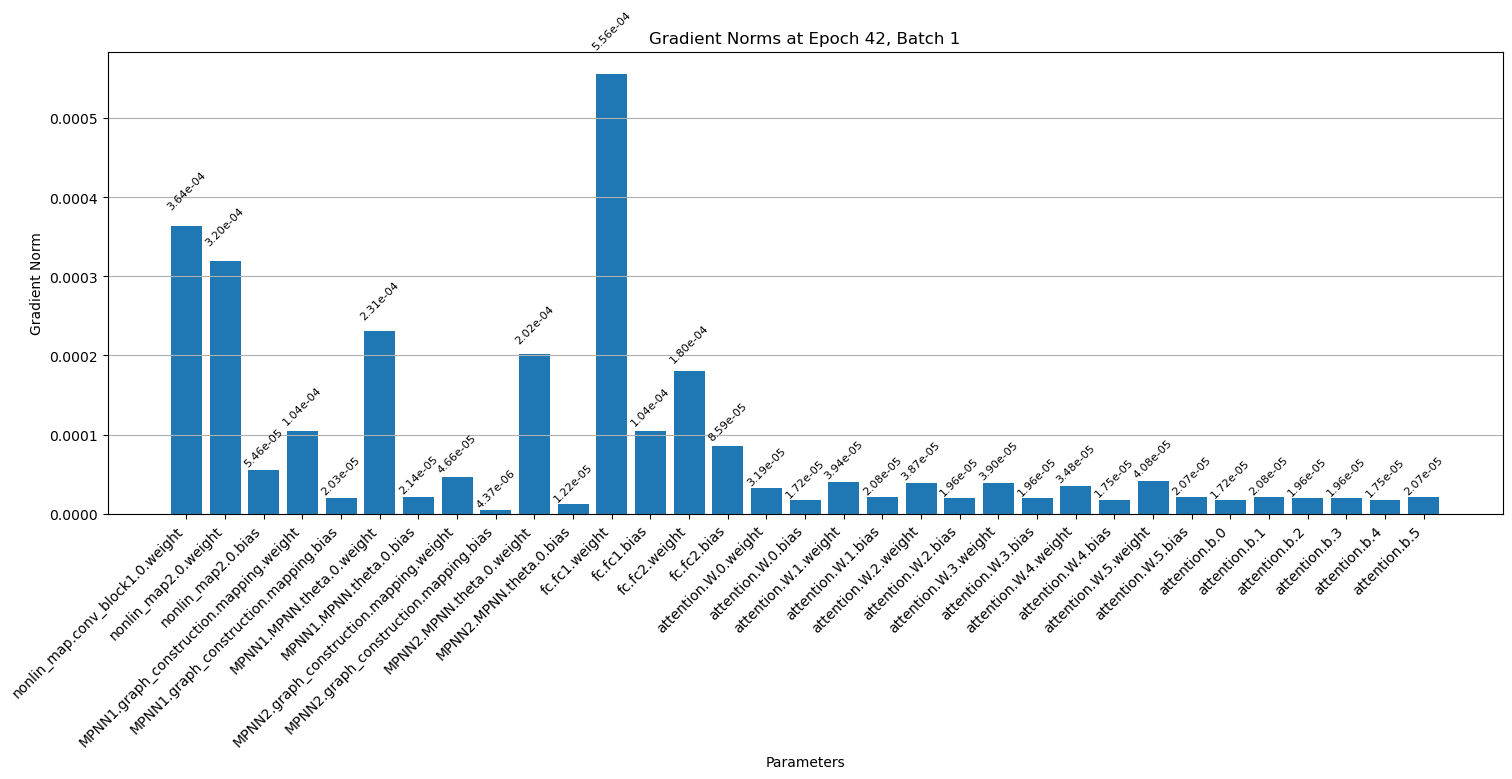 Gradient Norms at Epoch 42, Batch 1
Gradient Norm
0.0005
0.0004
0.0003
0.0002
0.0001
0.0000
3.64e-04
3.20e-04
5.46e-05
1.04e-04
2.03e-05
2.31e-04
2.14e-05
4.66e-05
4.37e-06
2.02e-04
1.22e-05
5.56e-04
1.04e-04
1.80e-04
8.59e-05
3.19e-05
1.72e-05
3.94e-05
2.08e-05
3.87e-05
1.96e-05
3.90e-05
1.96e-05
3.48e-05
1.75e-05
4.08e-05
2.07e-05
1.72e-05
2.08e-05
1.96e-05
1.96e-05
1.75e-05
2.07e-05
nonlin_map.conv_block1.0.weight
nonlin_map2.0.weight
nonlin_map2.0.bias
MPNN1.graph_construction.mapping.weight
MPNN1.graph_construction.mapping.bias
MPNN1.MPNN.theta.0.weight
MPNN1.MPNN.theta.0.bias
MPNN2.graph_construction.mapping.weight
MPNN2.graph_construction.mapping.bias
MPNN2.MPNN.theta.0.weight
MPNN2.MPNN.theta.0.bias
fc.fc1.weight
fc.fc1.bias
fc.fc2.weight
fc.fc2.bias
attention.W.0.weight
attention.W.0.bias
attention.W.1.weight
attention.W.1.bias
attention.W.2.weight
attention.W.2.bias
attention.W.3.weight
attention.W.3.bias
attention.W.4.weight
attention.W.4.bias
attention.W.5.weight
attention.W.5.bias
attention.b.0
attention.b.1
attention.b.2
attention.b.3
attention.b.4
attention.b.5
Parameters